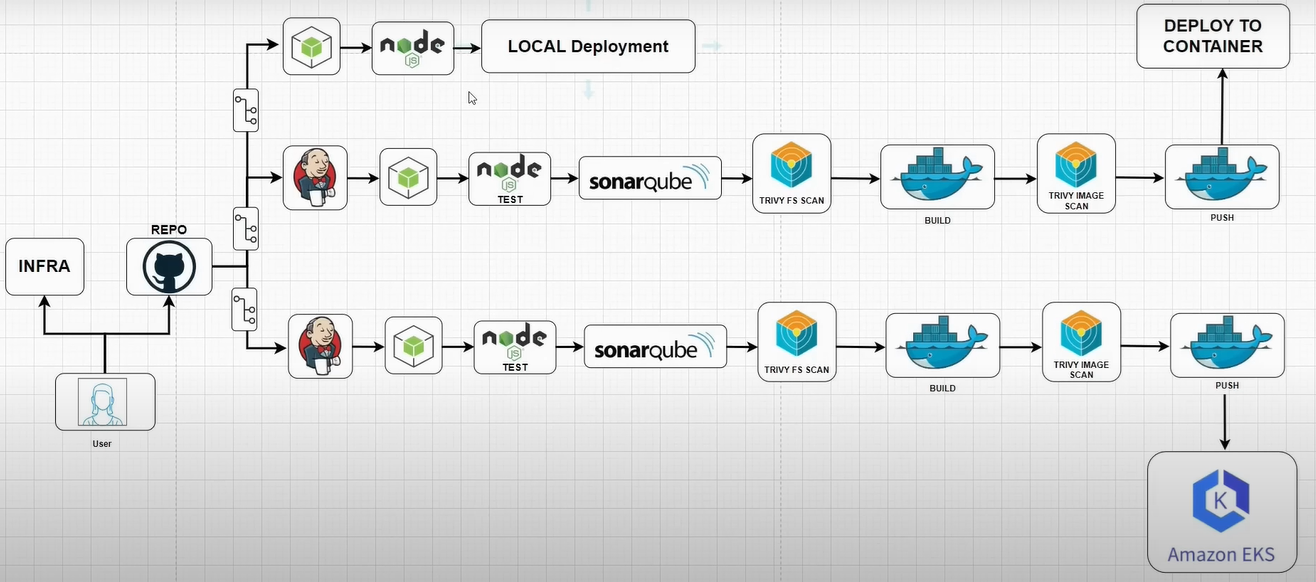 node
JS
LOCAL Deployment
DEPLOY TO
CONTAINER
node
JS
TEST
sonarqube
TRIVY FS SCAN
BUILD
TRIVY IMAGE
SCAN
PUSH
REPO
INFRA
node
JS
TEST
sonarqube
TRIVY FS SCAN
BUILD
TRIVY IMAGE
SCAN
PUSH
User
K
Amazon EKS